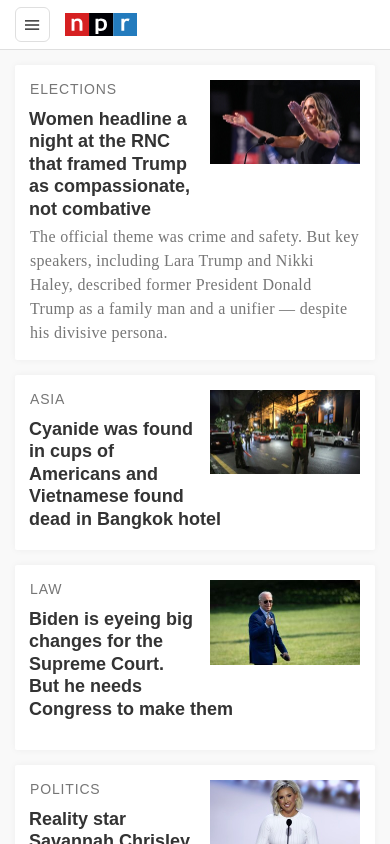 npr
ELECTIONS
Women headline a
night at the RNC
that framed Trump
as compassionate,
not combative
The official theme was crime and safety. But key
speakers, including Lara Trump and Nikki
Haley, described former President Donald
Trump as a family man and a unifier — despite
his divisive persona.
ASIA
Cyanide was found
in cups of
Americans and
Vietnamese found
dead in Bangkok hotel
LAW
Biden is eyeing big
changes for the
Supreme Court.
But he needs
Congress to make them
POLITICS
Reality star
Savannah Chrisley